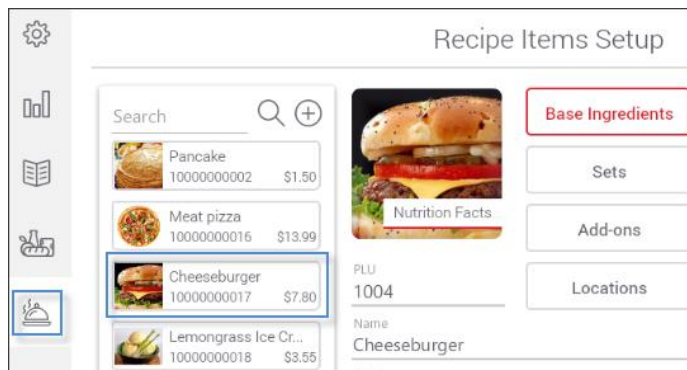 Recipe Items Setup
Search
Pancake
10000000002 $1.50
Meat pizza
10000000016 $13.99
Cheeseburger
10000000017 $7.80
Lemongrass Ice Cr...
10000000018 $3.55
Nutrition Facts
PLU
1004
Name
Cheeseburger
Base Ingredients
Sets
Add-ons
Locations